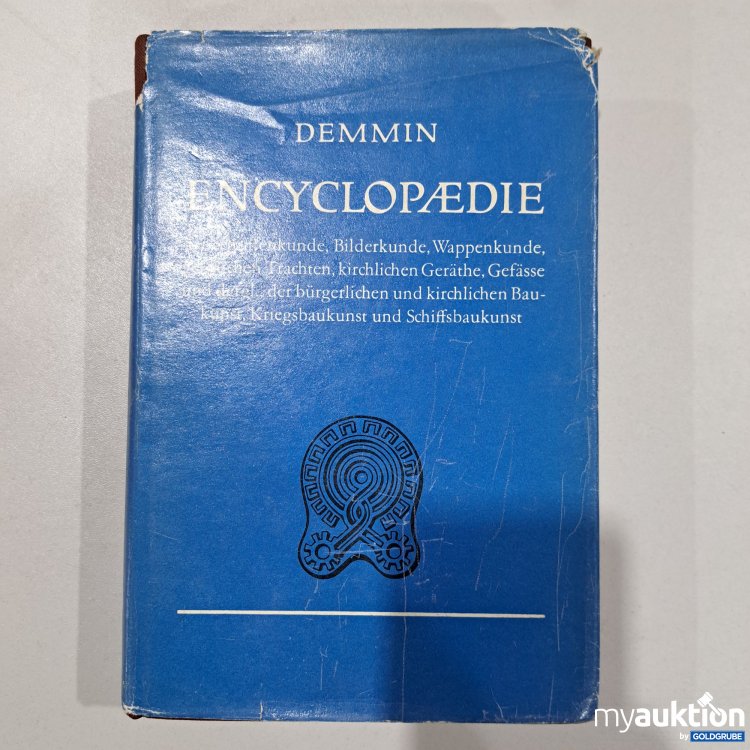 DEMMIN
ENCYCLOPÆDIE
Bilderkunde, Wappenkunde,
Trachten, kirchlichen Geräthe, Gefässe
der bürgerlichen und kirchlichen Bau-
kunst, Kriegsbaukunst und Schiffsbaukunst
myauktion
by GOLDGRUBE